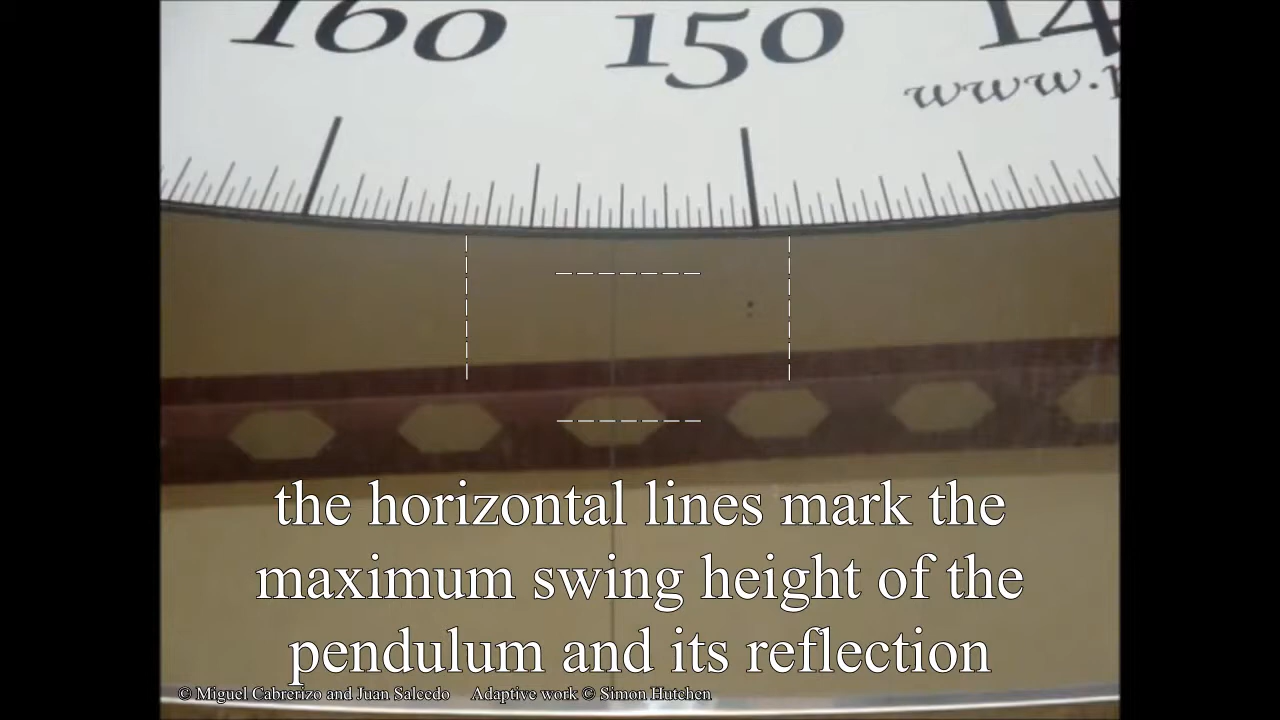 160 150 14
www.p
the horizontal lines mark the
maximum swing height of the
pendulum and its reflection
© Miguel Cabrerizo and Juan Salcedo Adaptive work © Simon Hutchen